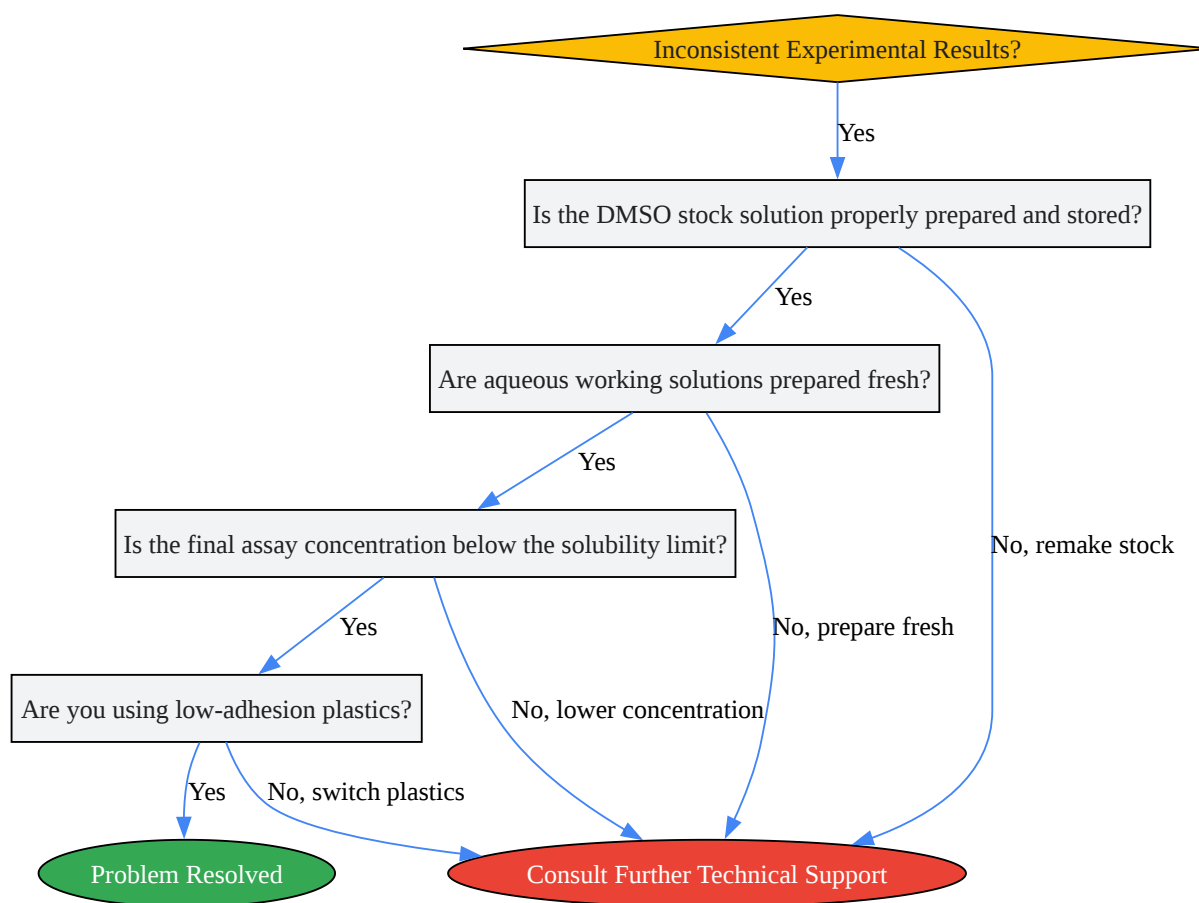 Inconsistent Experimental Results?
Yes
Is the DMSO stock solution properly prepared and stored?
Yes
Are aqueous working solutions prepared fresh?
Yes
Is the final assay concentration below the solubility limit?
No, remake stock
Yes
No, prepare fresh
Are you using low-adhesion plastics?
No, lower concentration
Yes
No, switch plastics
Problem Resolved
Consult Further Technical Support